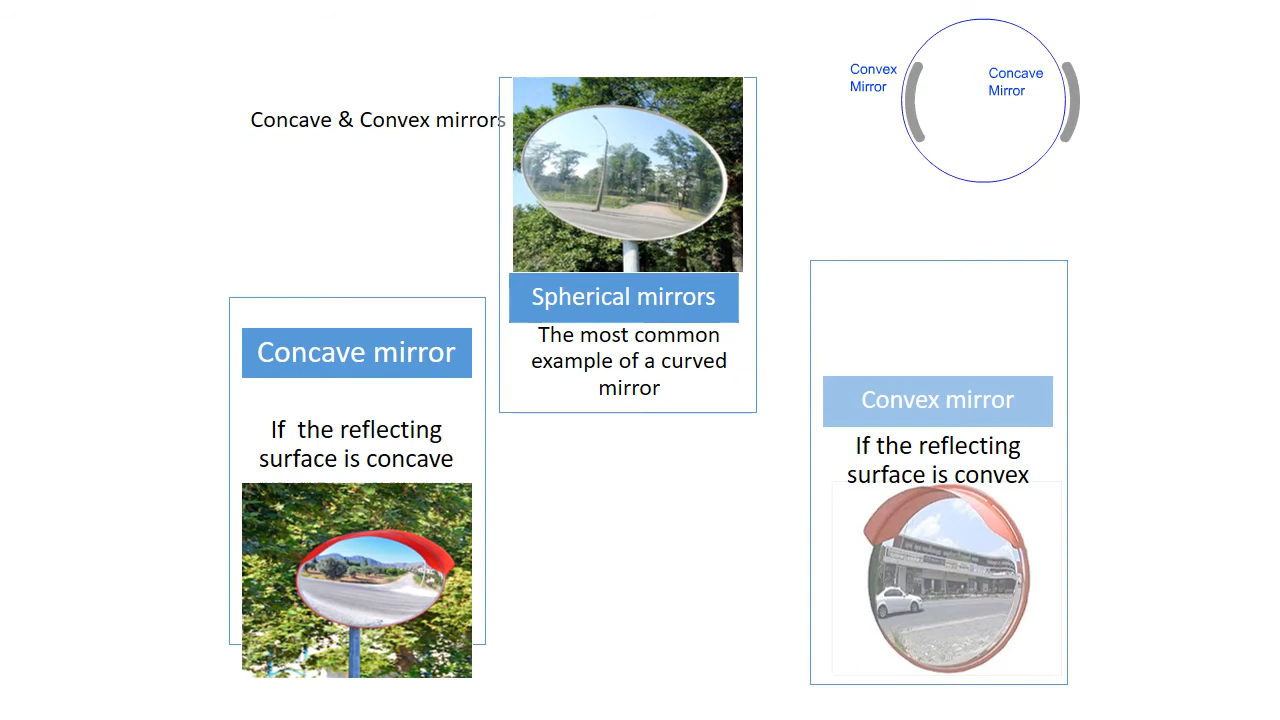 Concave & Convex mirrors
Convex
Mirror
Concave
Mirror
Spherical mirrors
The most common
example of a curved
mirror
Concave mirror
If  the reflecting
surface is concave
Convex mirror
If the reflecting
surface is convex